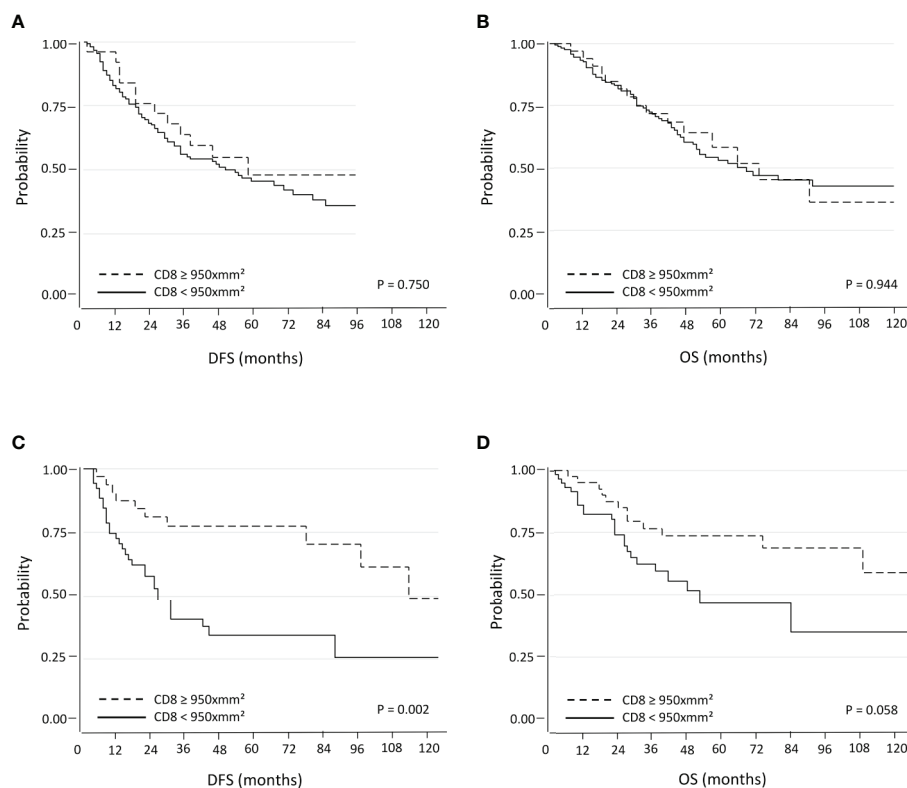 A
1.00
0.75
0.50
0.25
0.00
Probability
CD8 ≥ 950xmm²
CD8 < 950xmm²
P = 0.750
0 12 24 36 48 60 72 84 96 108 120
DFS (months)
B
1.00
0.75
0.50
0.25
0.00
Probability
CD8 ≥ 950xmm²
CD8 < 950xmm²
P = 0.944
0 12 24 36 48 60 72 84 96 108 120
OS (months)
C
1.00
0.75
0.50
0.25
0.00
Probability
CD8 ≥ 950xmm²
CD8 < 950xmm²
P = 0.002
0 12 24 36 48 60 72 84 96 108 120
DFS (months)
D
1.00
0.75
0.50
0.25
0.00
Probability
CD8 ≥ 950xmm²
CD8 < 950xmm²
P = 0.058
0 12 24 36 48 60 72 84 96 108 120
OS (months)